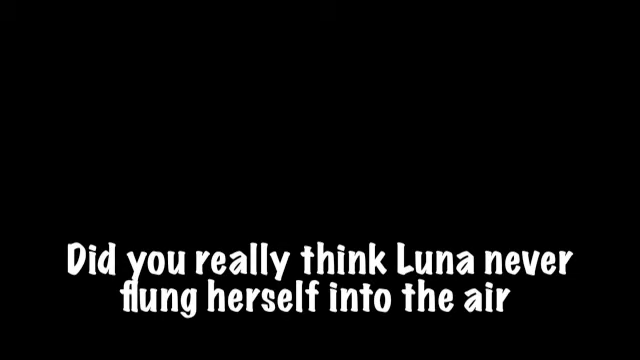 Did you really think Luna never
flung herself into the air